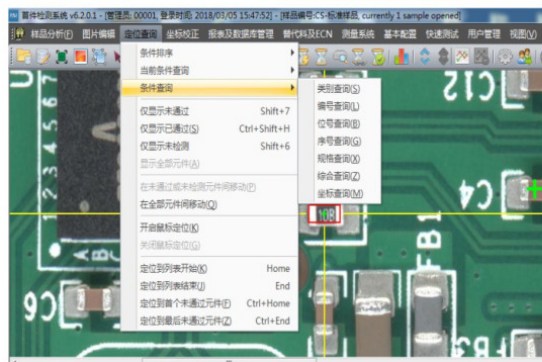 首件检测系统 v6.2.0.1 - [管理员: 00001, 登录时间: 2018/03/05 15:47:52] - [样品编号:CS-标准样品, currently 1 sample opened]
样品分析(F) 图片编辑 定位查询 坐标校正 报表及数据库管理 替代料及ECN 测量系统 基本配置 快速测试 用户管理 视图(V)
条件排序
当前条件查询
条件查询
仅显示未通过 Shift+7
仅显示已通过(S) Ctrl+Shift+H
仅显示未检测 Shift+6
显示全部元件(A)
在未通过或未检测元件间移动(P)
在全部元件间移动(Q)
开启鼠标定位(K)
关闭鼠标定位(G)
定位到列表开始(K) Home
定位到列表结束(J) End
定位到首个未通过元件(F) Ctrl+Home
定位到最后未通过元件(Z) Ctrl+End
类别查询(S)
编号查询(L)
位号查询(B)
序号查询(G)
规格查询(X)
综合查询(Z)
坐标查询(M)
C12
C4
10B
FB1
ABC
C6
FB3